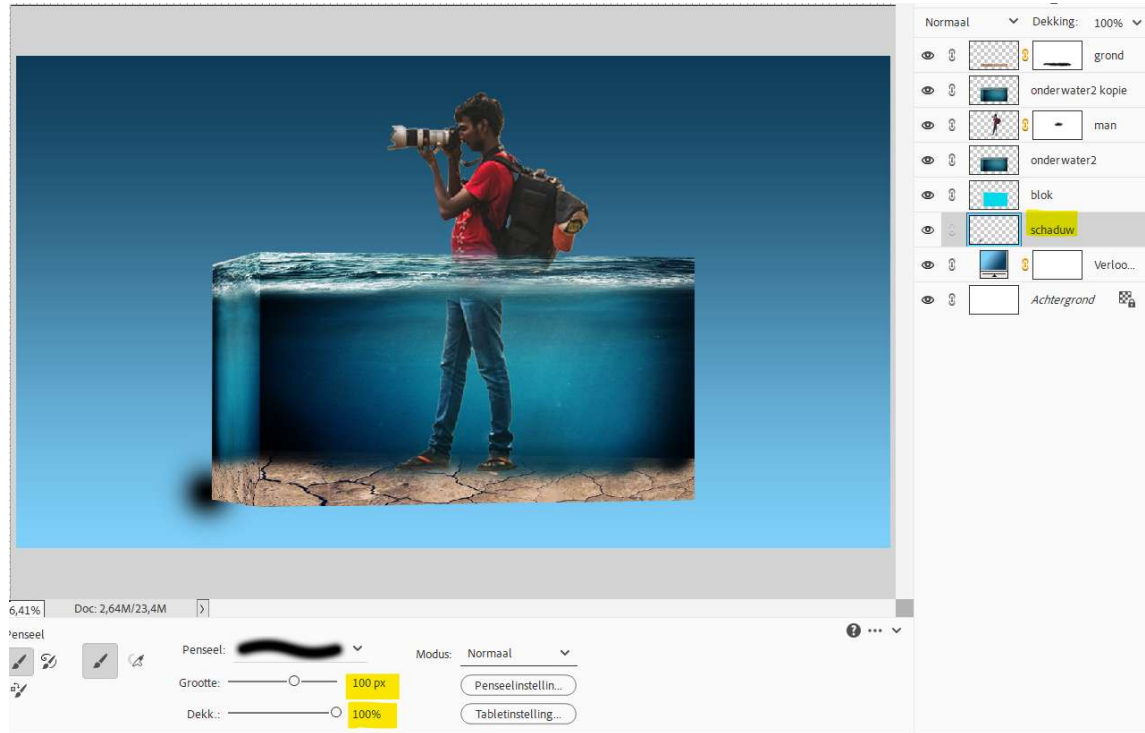 Normaal Dekking: 100%
grond
onderwater2 kopie
man
onderwater2
blok
schaduw
Verloo...
Achtergrond
6,41% Doc: 2,64M/23,4M
Penseel
Penseel:
Modus: Normaal
Grootte: 100 px
Penseelinstellin...
Dekk.: 100%
Tabletinstelling...